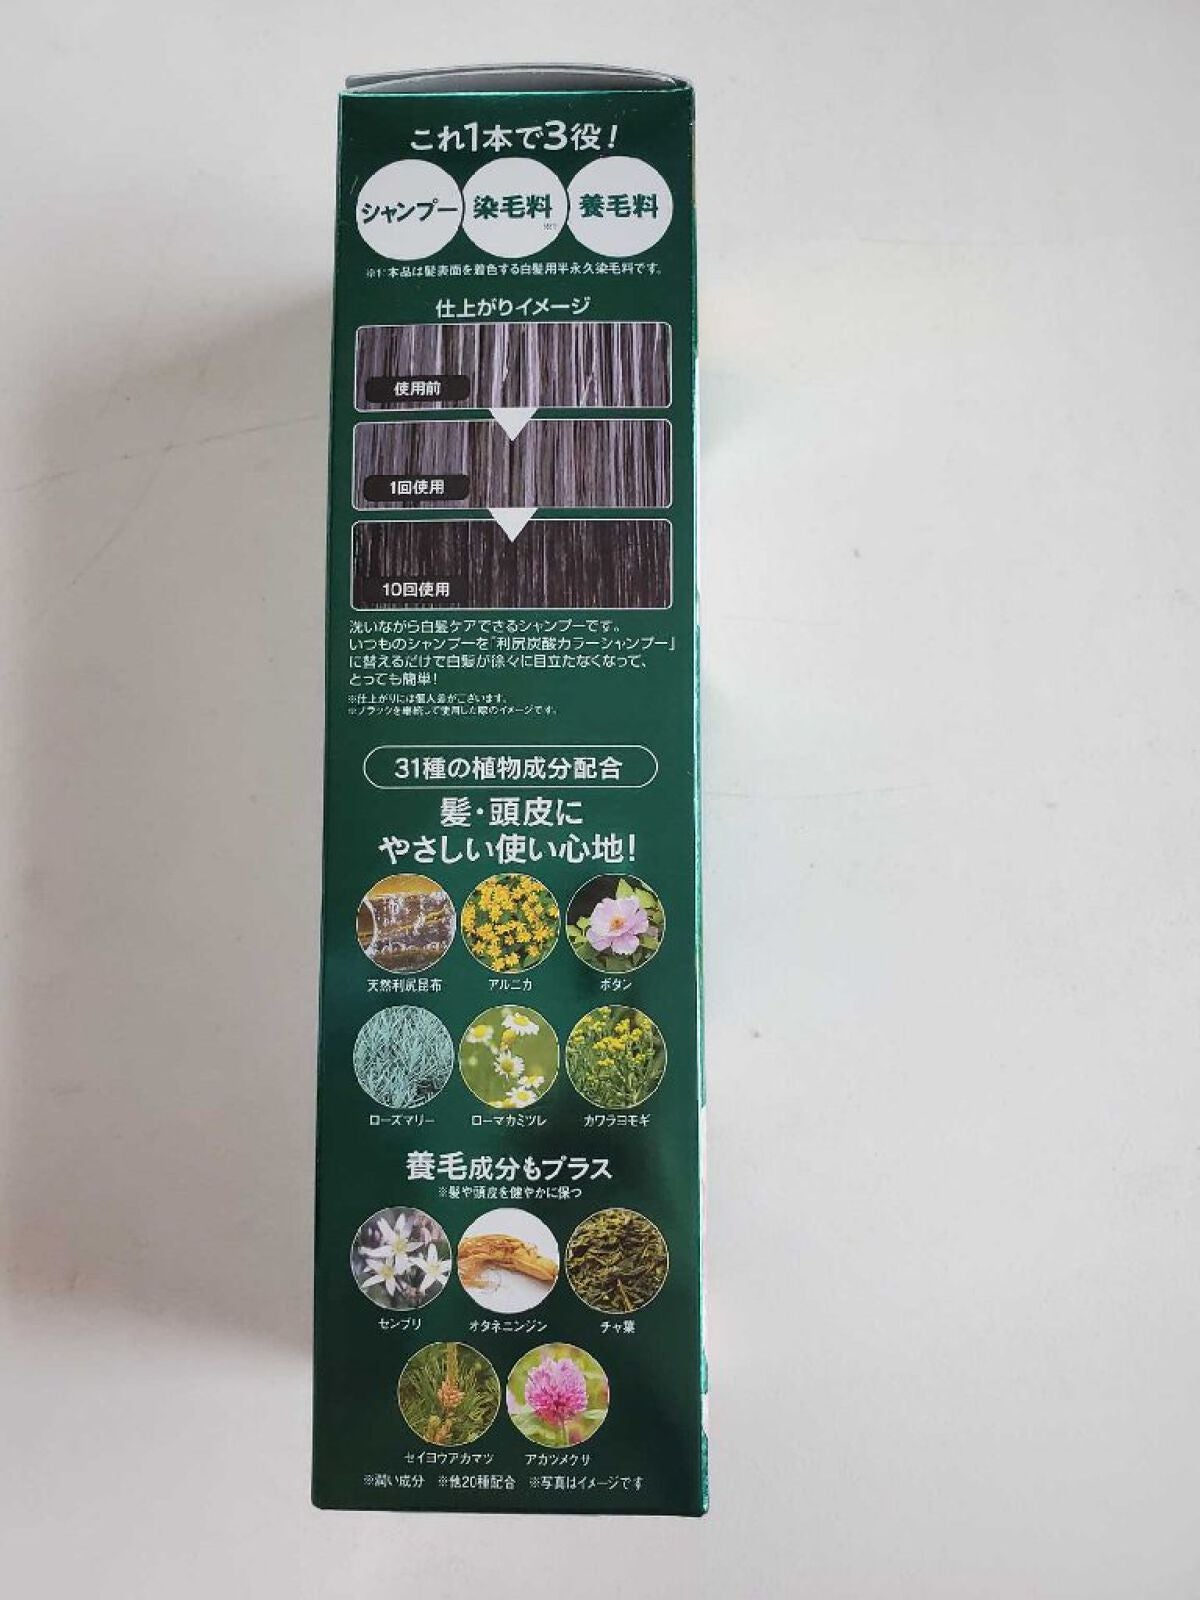 これ1本で3役!
シャンプー 染毛料 養毛料
※1
※1 本品は髪表面を着色する白髪用半永久染毛料です。
仕上がりイメージ
使用前
1回使用
10回使用
洗いながら白髪ケアできるシャンプーです。
いつものシャンプーを「利尻炭酸カラーシャンプー」
に替えるだけで白髪が徐々に目立たなくなって、
とっても簡単!
※仕上がりには個人差がございます。
※ブラックを継続して使用した際のイメージです。
31種の植物成分配合
髪・頭皮に
やさしい使い心地!
天然利尻昆布 アルニカ ボタン
ローズマリー ローマカミツレ カワラヨモギ
養毛成分もプラス
※髪や頭皮を健やかに保つ
センブリ オタネニンジン チャ葉
セイヨウアカマツ アカツメクサ
※潤い成分 ※他20種配合 ※写真はイメージです